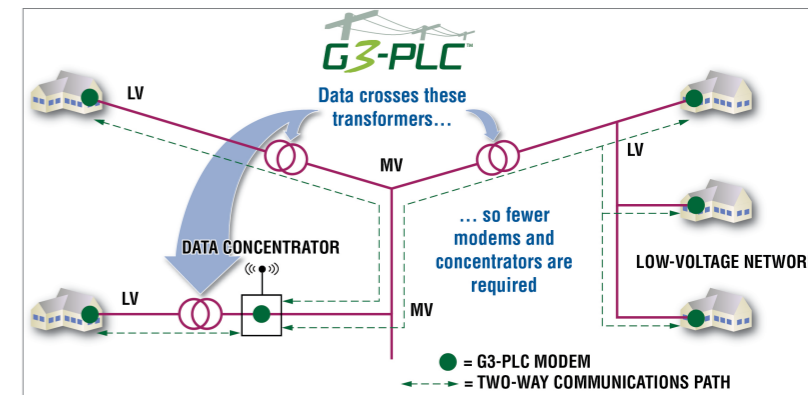 G3-PLC™
Data crosses these
transformers...
LV
MV
LV
... so fewer
modems and
concentrators are
required
DATA CONCENTRATOR
LOW-VOLTAGE NETWOR
LV
MV
= G3-PLC MODEM
= TWO-WAY COMMUNICATIONS PATH